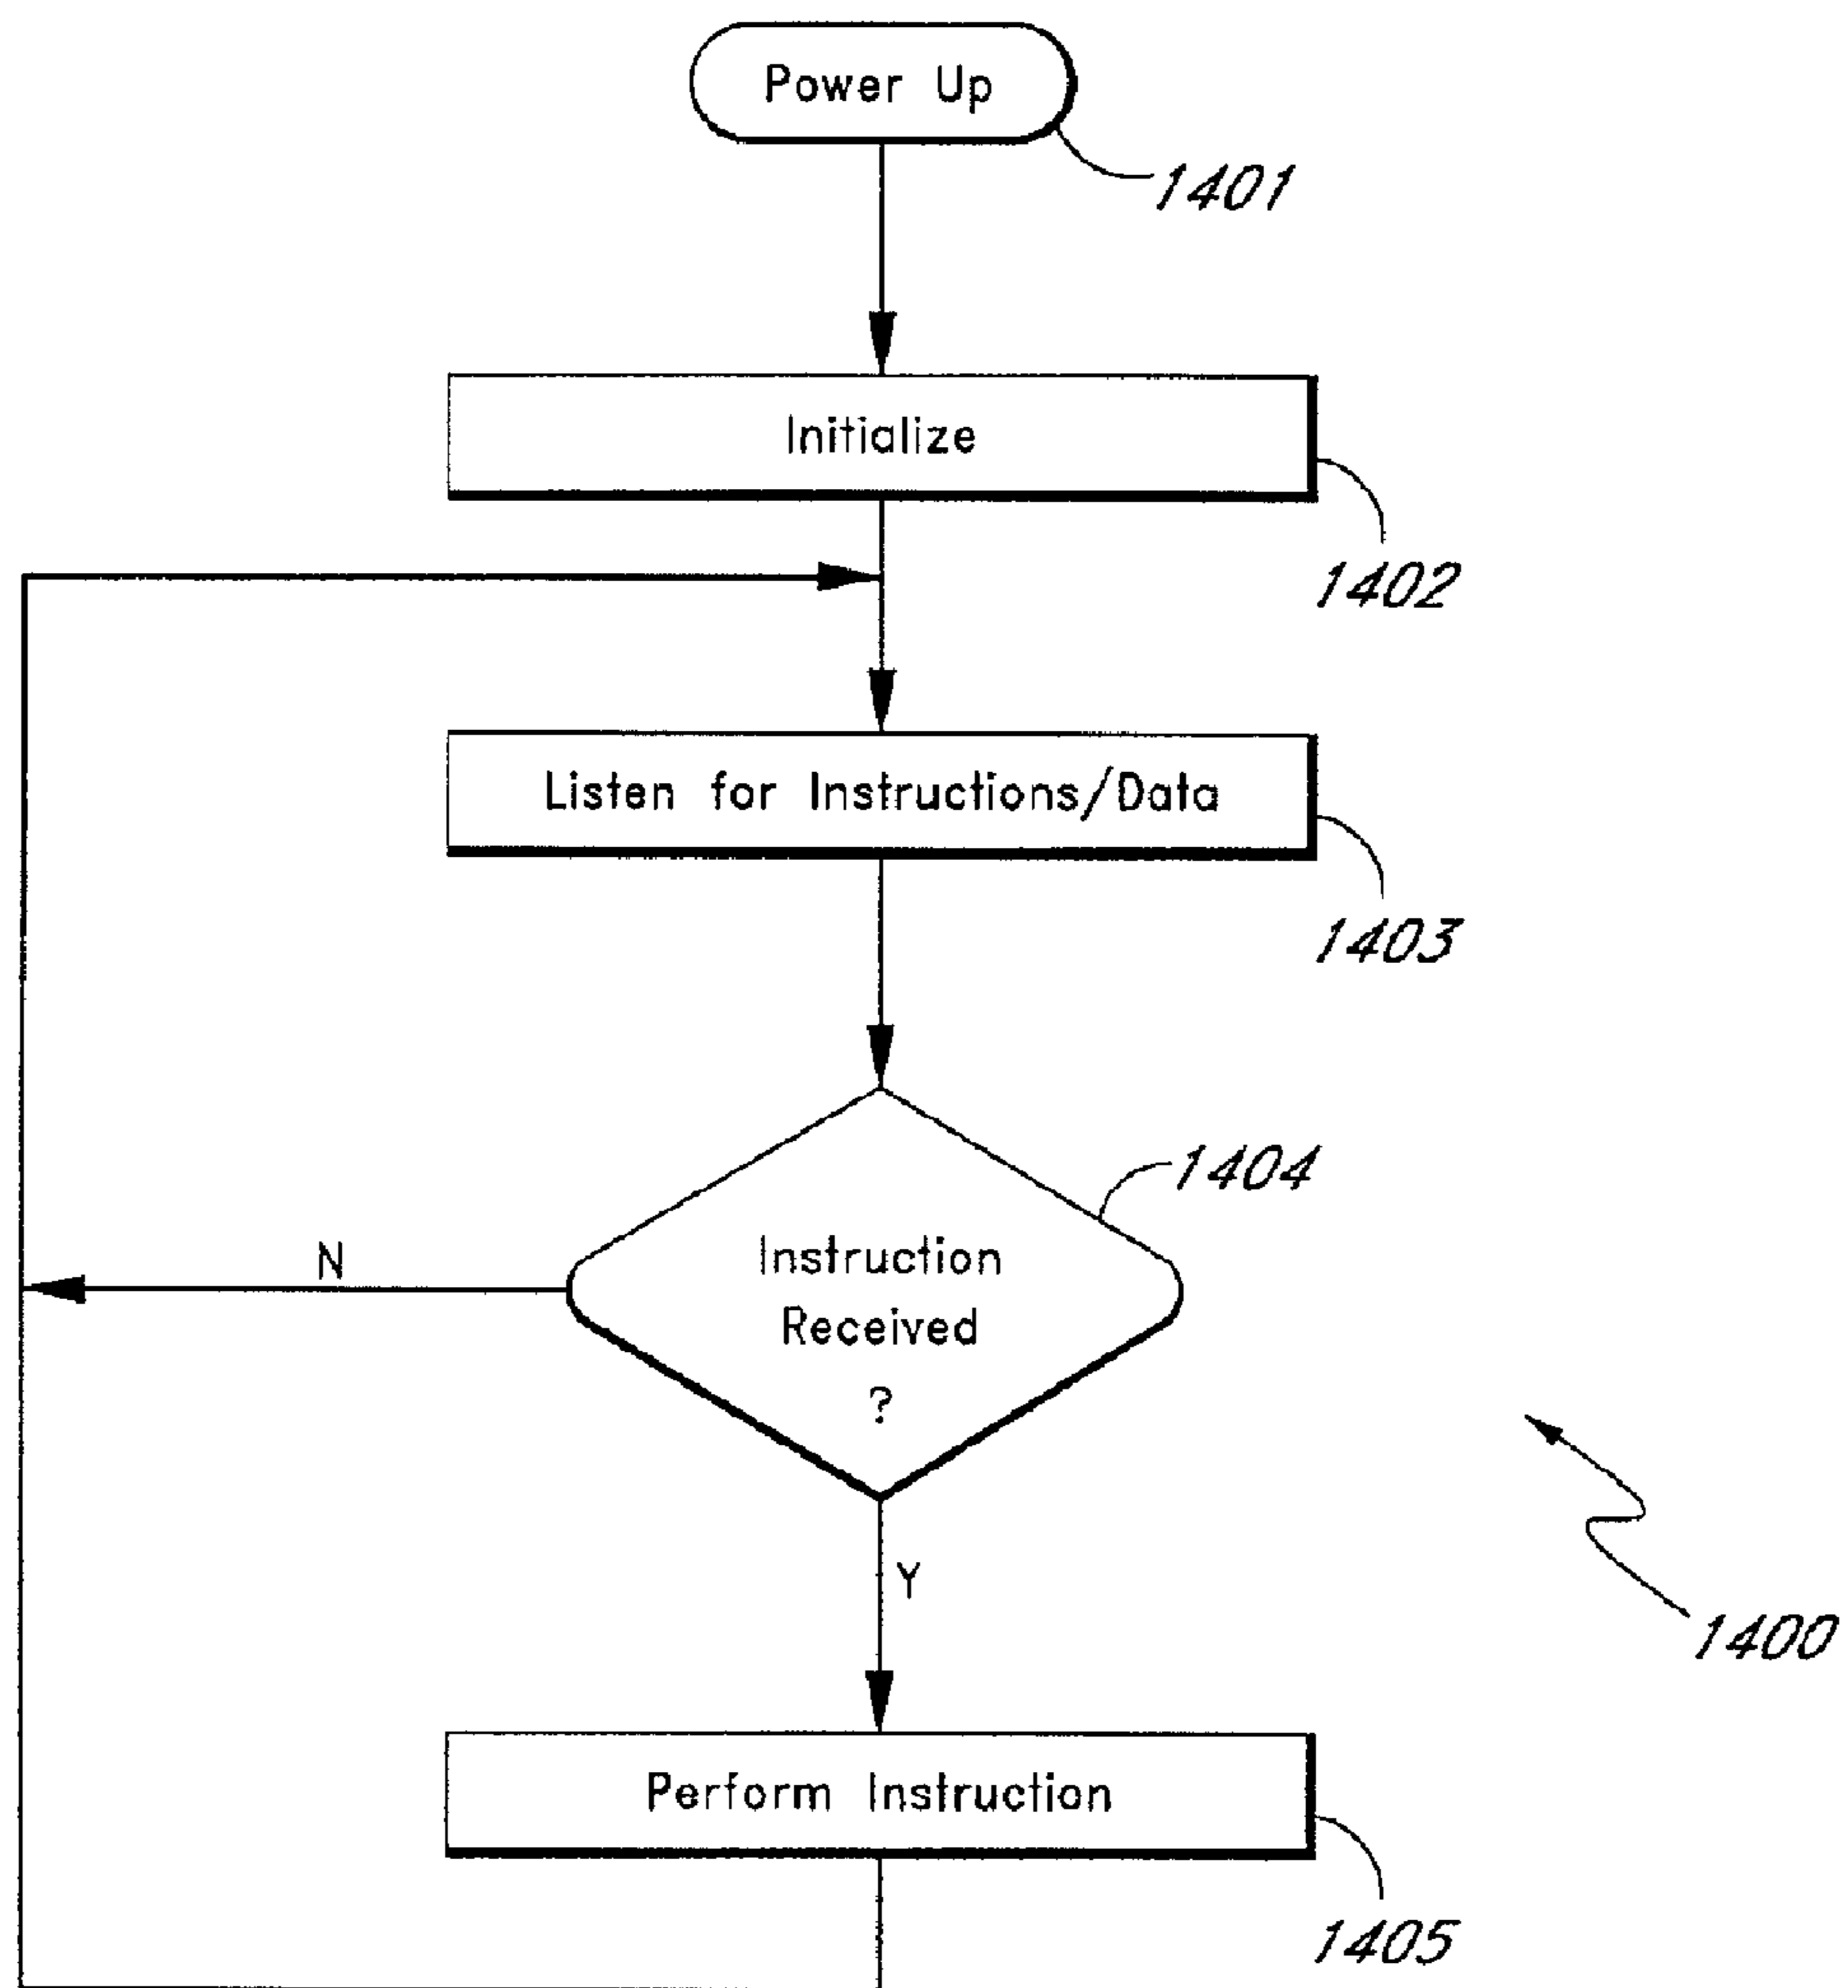 Power Up
1401
Initialize
1402
Listen for Instructions/Data
1403
1404
Instruction
Received
?
N
Y
1400
Perform Instruction
1405